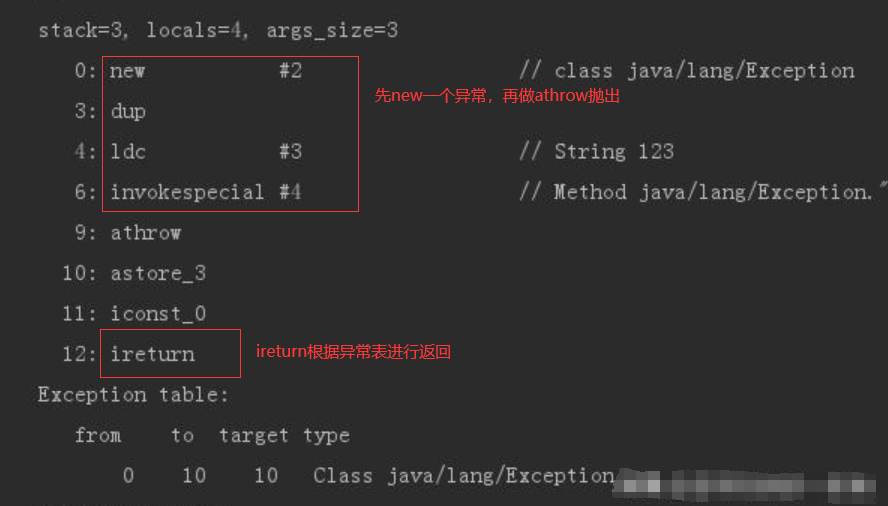 stack=3, locals=4, args_size=3
0: new #2 // class java/lang/Exception
先new一个异常，再做athrow抛出
3: dup
4: ldc #3 // String 123
6: invokespecial #4 // Method java/lang/Exception."
9: athrow
10: astore_3
11: iconst_0
12: ireturn
ireturn根据异常表进行返回
Exception table:
from to target type
0 10 10 Class java/lang/Exception